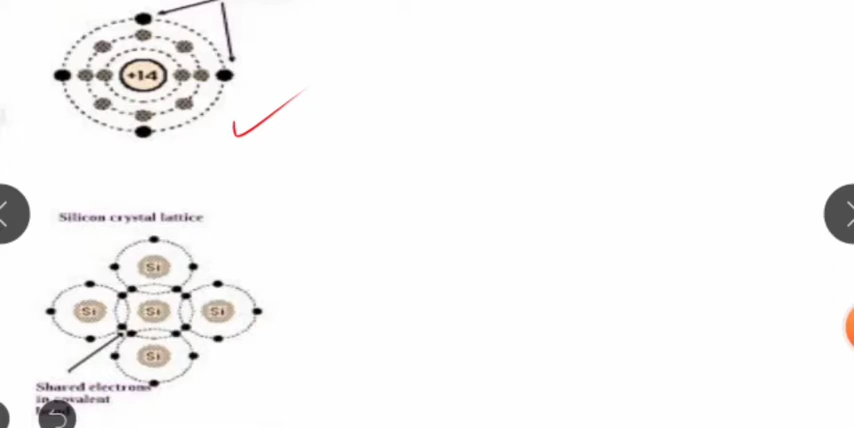 +14
Silicon crystal lattice
Si
Si Si Si
Si
Shared electrons
in covalent